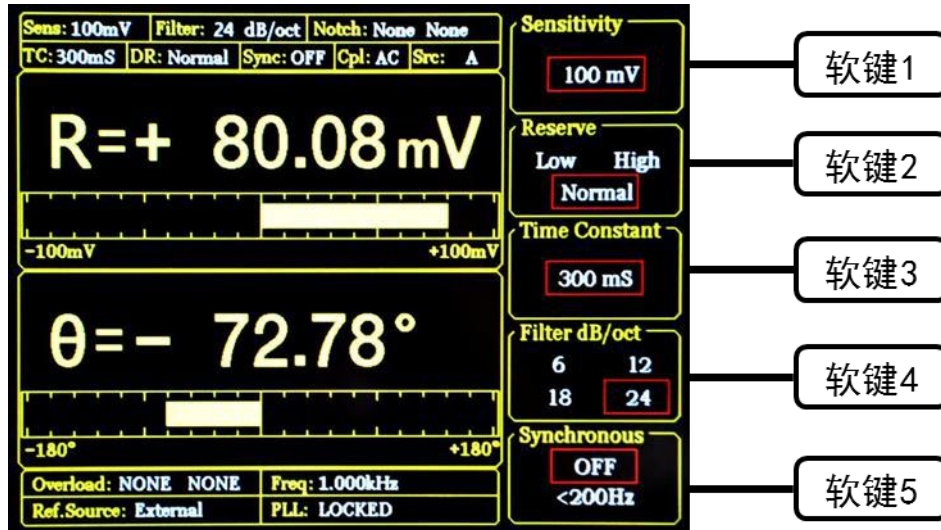 Sens: 100mV Filter: 24 dB/oct Notch: None None
TC: 300mS DR: Normal Sync: OFF Cpl: AC Src: A
R=+ 80.08 mV
-100mV +100mV
θ=- 72.78°
-180° +180°
Overload: NONE NONE Freq: 1.000kHz
Ref.Source: External PLL: LOCKED
Sensitivity
100 mV
Reserve
Low High
Normal
Time Constant
300 mS
Filter dB/oct
6 12
18 24
Synchronous
OFF
<200Hz
软键1
软键2
软键3
软键4
软键5